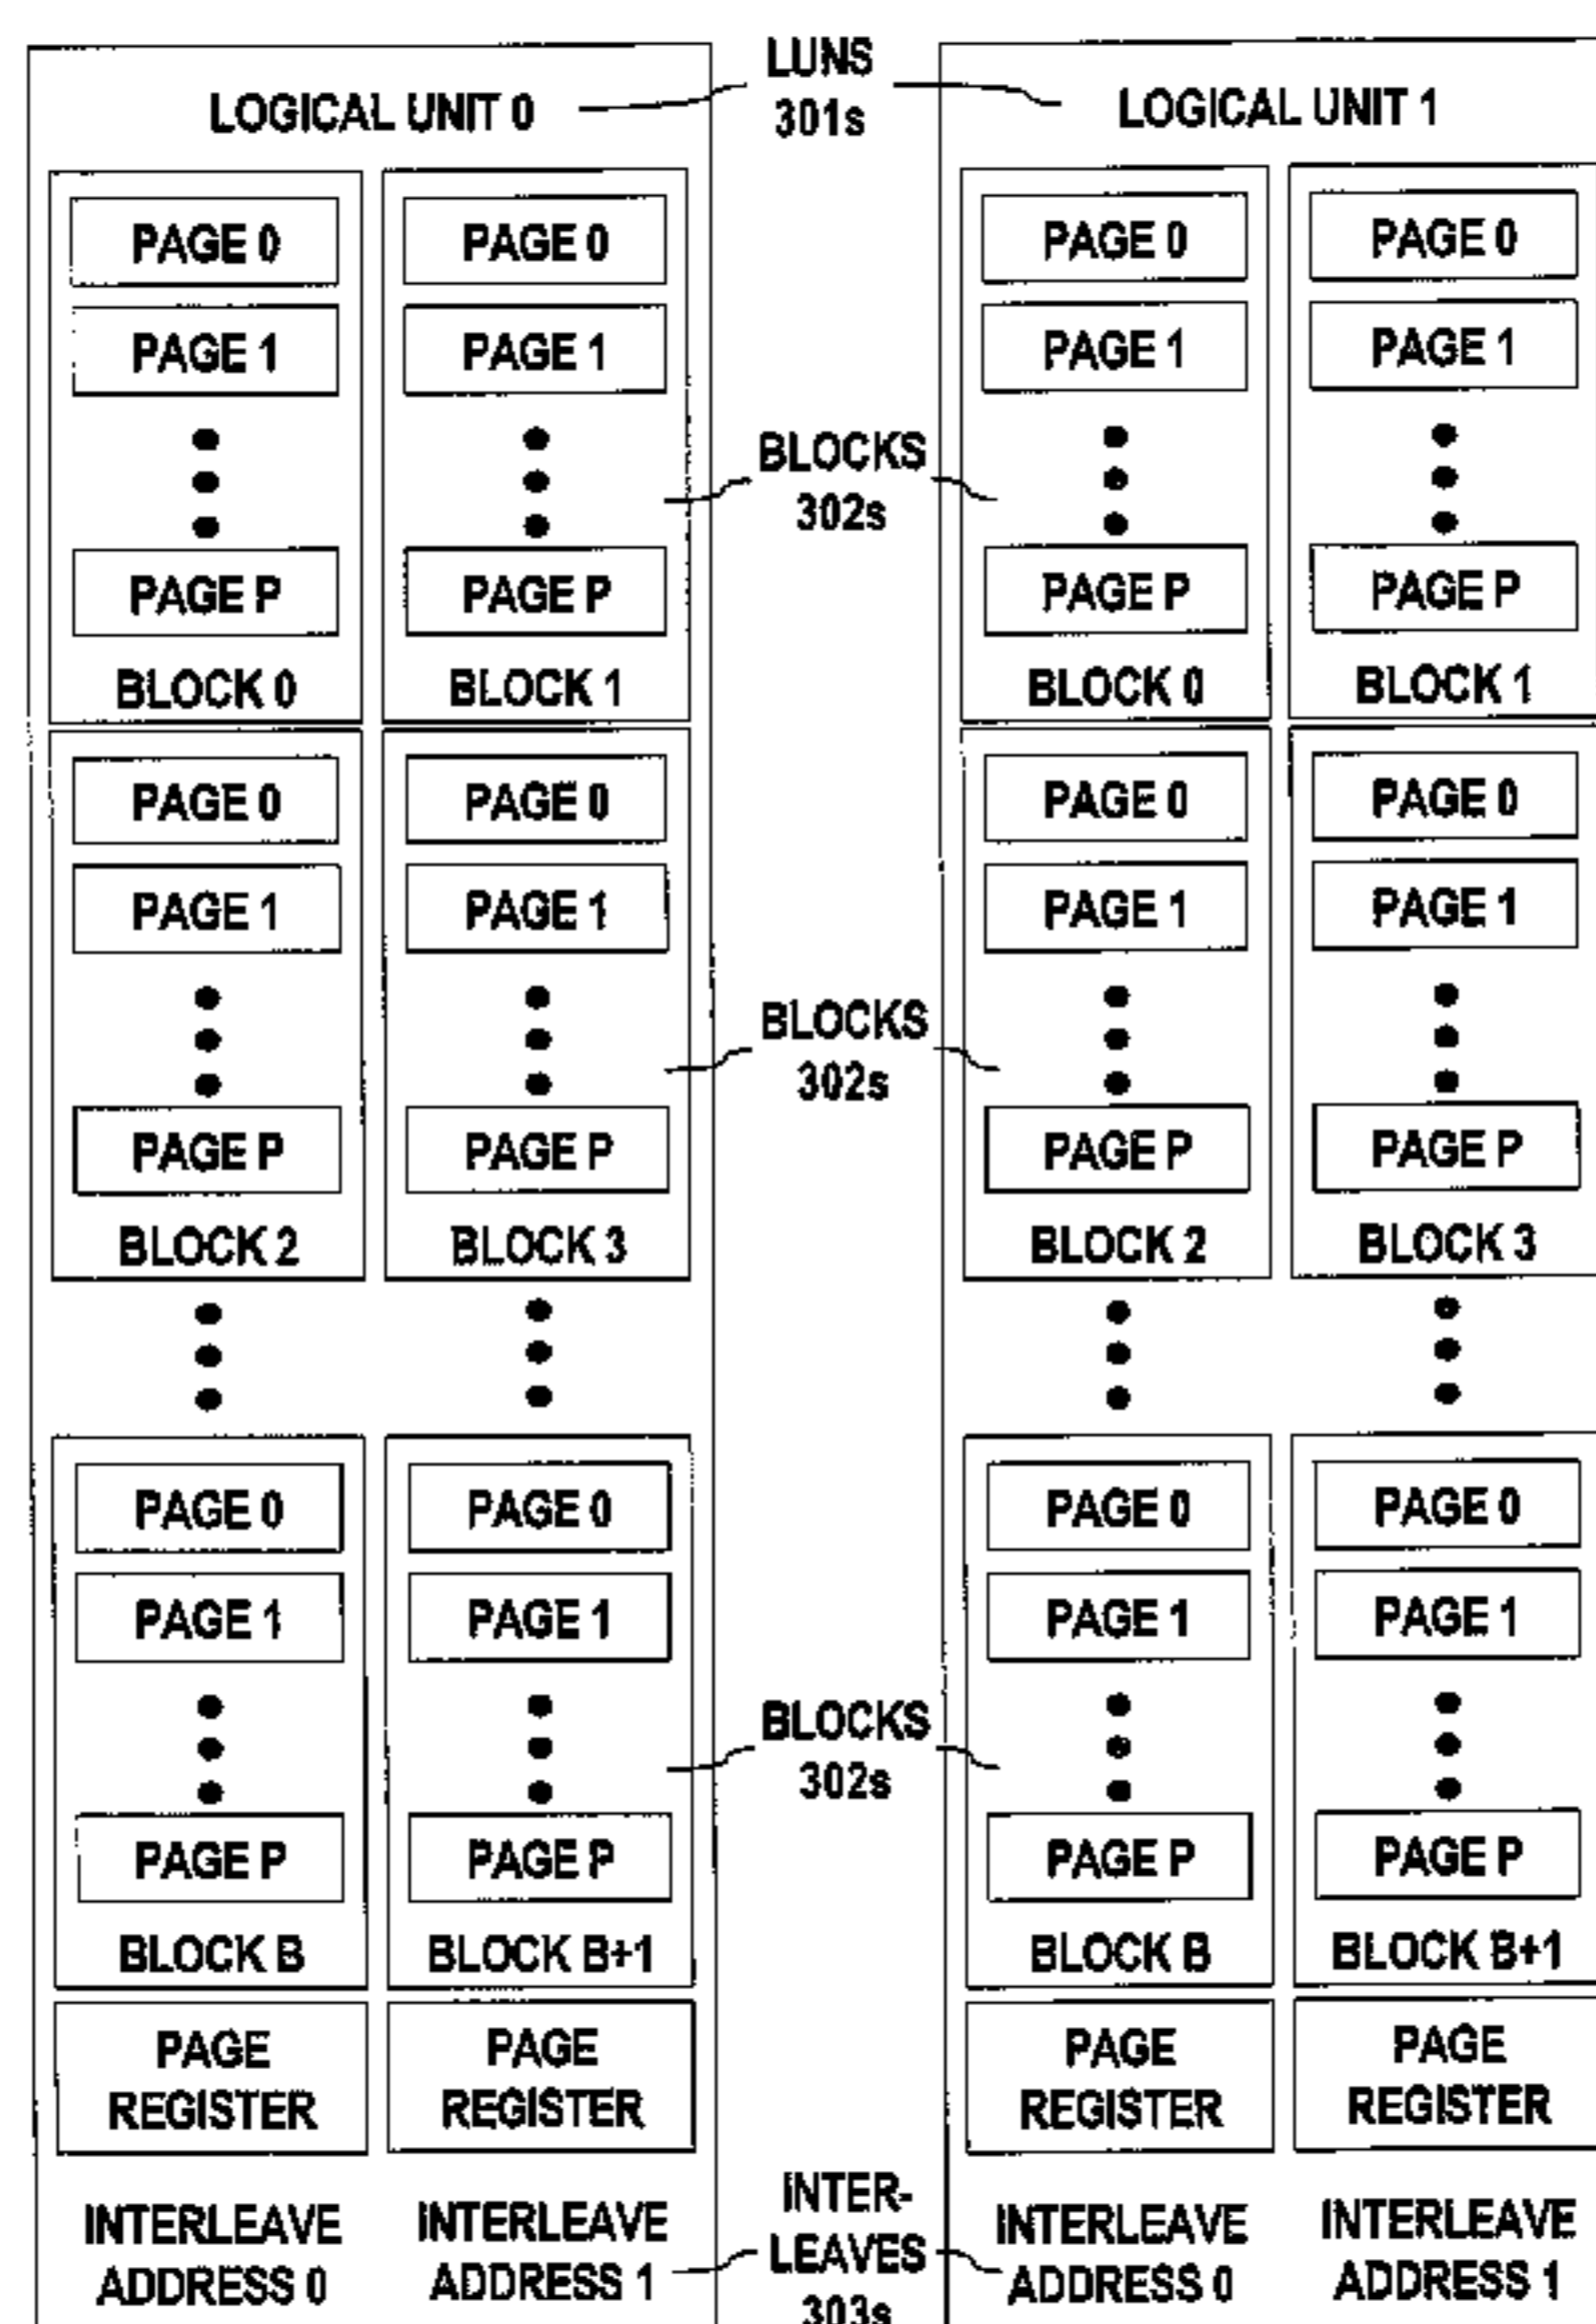 LUNS
301s
LOGICAL UNIT 0
LOGICAL UNIT 1
PAGE 0
PAGE 0
PAGE 0
PAGE 0
PAGE 1
PAGE 1
PAGE 1
PAGE 1
BLOCKS
302s
PAGE P
PAGE P
PAGE P
PAGE P
BLOCK 0
BLOCK 1
BLOCK 0
BLOCK 1
PAGE 0
PAGE 0
PAGE 0
PAGE 0
PAGE 1
PAGE 1
PAGE 1
PAGE 1
BLOCKS
302s
PAGE P
PAGE P
PAGE P
PAGE P
BLOCK 2
BLOCK 3
BLOCK 2
BLOCK 3
PAGE 0
PAGE 0
PAGE 0
PAGE 0
PAGE 1
PAGE 1
PAGE 1
PAGE 1
BLOCKS
302s
PAGE P
PAGE P
PAGE P
PAGE P
BLOCK B
BLOCK B+1
BLOCK B
BLOCK B+1
PAGE
REGISTER
PAGE
REGISTER
PAGE
REGISTER
PAGE
REGISTER
INTERLEAVE
ADDRESS 0
INTERLEAVE
ADDRESS 1
INTER-
LEAVES
303s
INTERLEAVE
ADDRESS 0
INTERLEAVE
ADDRESS 1